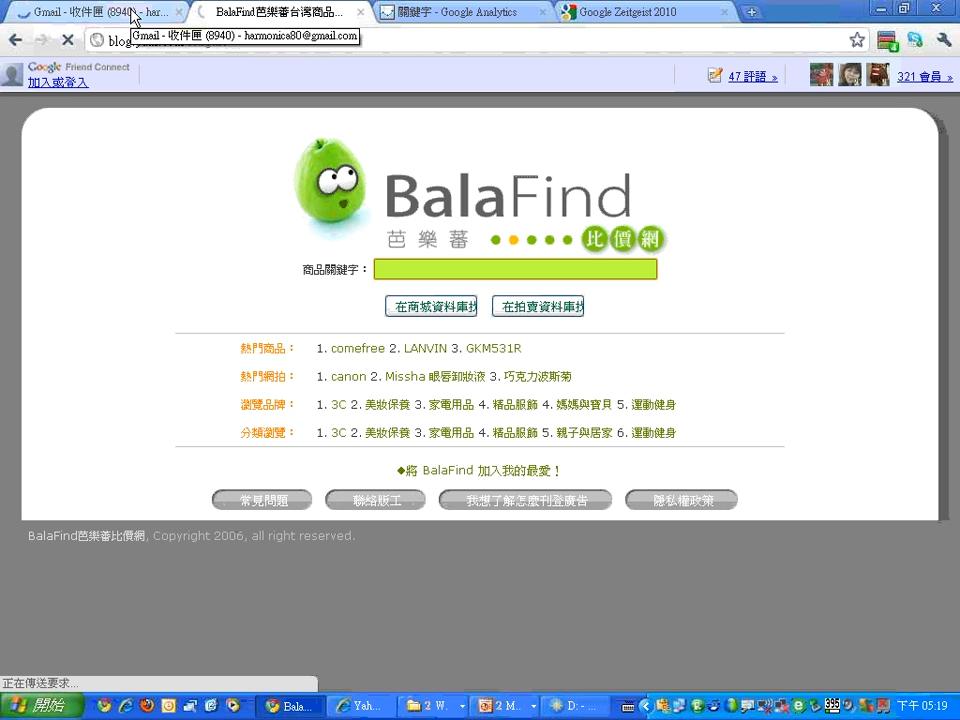 Gmail - 收件匣 (8940) - har...
BalaFind芭樂蕃台湾商品...
關鍵字 - Google Analytics
Google Zeitgeist 2010
Gmail - 收件匣 (8940) - harmonica80@gmail.com
Google Friend Connect
加入或登入
47 評語 »
321 會員 »
BalaFind
芭樂蕃
比價網
商品關鍵字：
在商城資料庫找
在拍賣資料庫找
熱門商品： 1. comefree 2. LANVIN 3. GKM531R
熱門網拍： 1. canon 2. Missha 眼唇卸妝液 3. 巧克力波斯菊
瀏覽品牌： 1. 3C 2. 美妝保養 3. 家電用品 4. 精品服飾 4. 媽媽與寶貝 5. 運動健身
分類瀏覽： 1. 3C 2. 美妝保養 3. 家電用品 4. 精品服飾 5. 親子與居家 6. 運動健身
◆將 BalaFind 加入我的最愛！
常見問題
聯絡版工
我想了解怎麼刊登廣告
隱私權政策
BalaFind芭樂蕃比價網, Copyright 2006, all right reserved.
正在傳送要求...
開始
Bala...
Yah...
2 W.
2 M..
D: - ...
下午 05:19